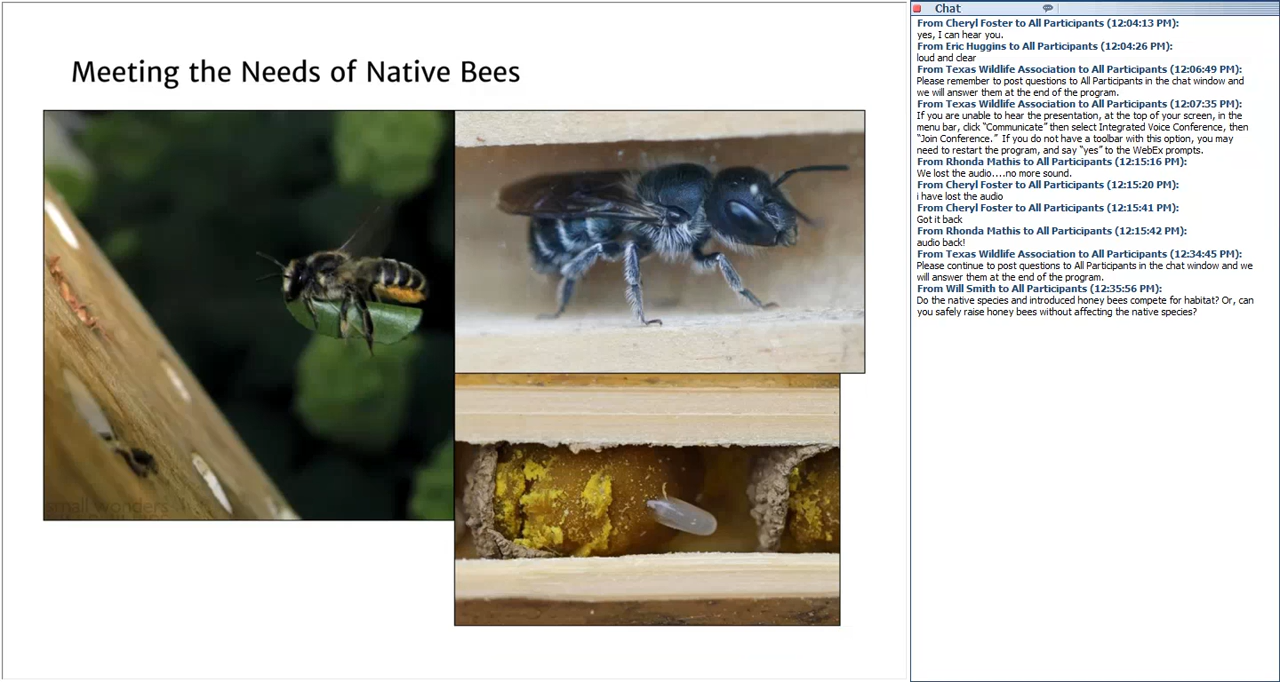 Meeting the Needs of Native Bees
small wonders
Chat
From Cheryl Foster to All Participants (12:04:13 PM):
yes, I can hear you.
From Eric Huggins to All Participants (12:04:26 PM):
loud and clear
From Texas Wildlife Association to All Participants (12:06:49 PM):
Please remember to post questions to All Participants in the chat window and
we will answer them at the end of the program.
From Texas Wildlife Association to All Participants (12:07:35 PM):
If you are unable to hear the presentation, at the top of your screen, in the
menu bar, click “Communicate” then select Integrated Voice Conference, then
“Join Conference.”  If you do not have a toolbar with this option, you may
need to restart the program, and say “yes” to the WebEx prompts.
From Rhonda Mathis to All Participants (12:15:16 PM):
We lost the audio....no more sound.
From Cheryl Foster to All Participants (12:15:20 PM):
i have lost the audio
From Cheryl Foster to All Participants (12:15:41 PM):
Got it back
From Rhonda Mathis to All Participants (12:15:42 PM):
audio back!
From Texas Wildlife Association to All Participants (12:34:45 PM):
Please continue to post questions to All Participants in the chat window and we
will answer them at the end of the program.
From Will Smith to All Participants (12:35:56 PM):
Do the native species and introduced honey bees compete for habitat? Or, can
you safely raise honey bees without affecting the native species?